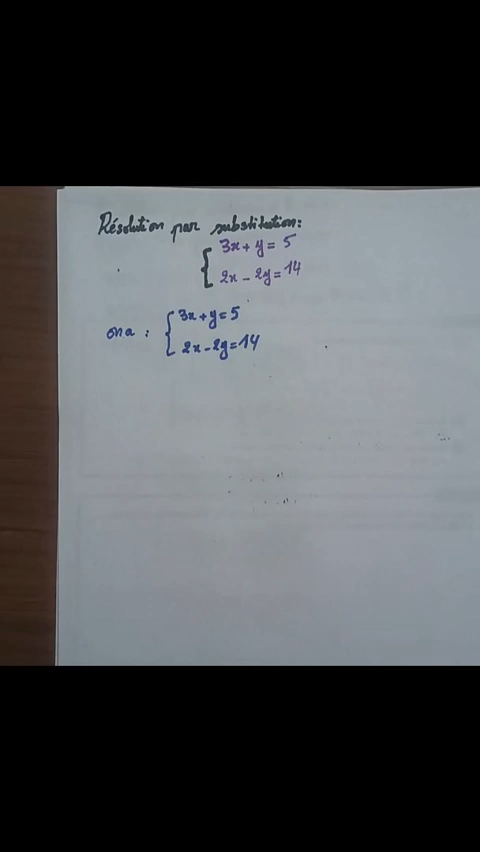 Résolution par substitution:
{ 3x + y = 5
2x - 2y = 14
on a : { 3x + y = 5
2x - 2y = 14